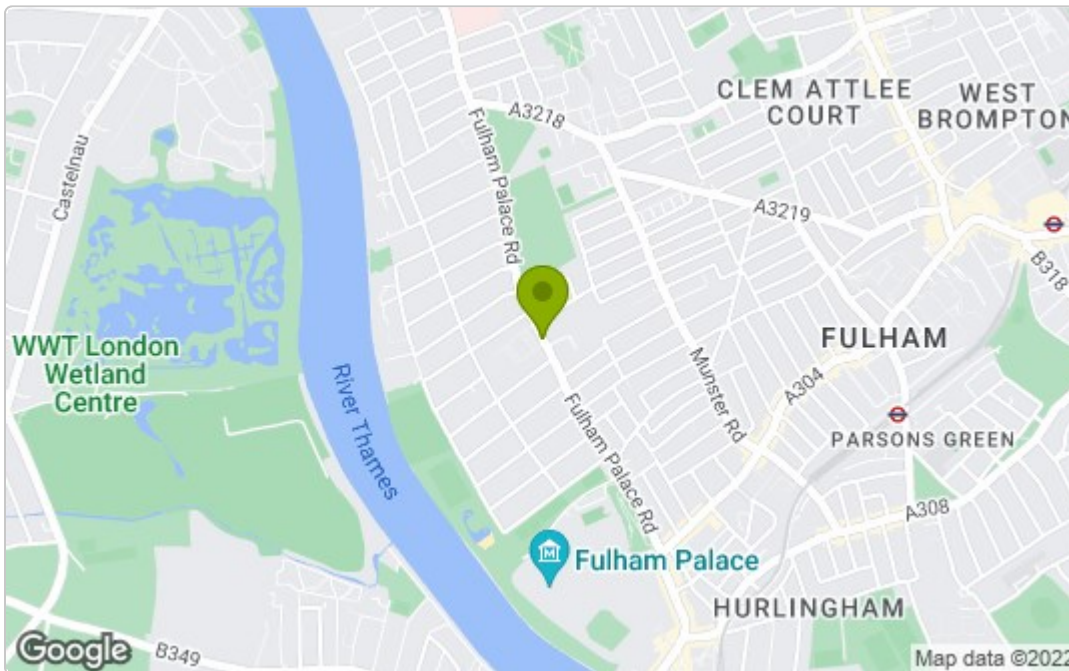 CLEM ATTLEE
COURT
WEST
BROMPTON
A3218
Fulham Palace Rd
Castelnau
A3219
B318
WWT London
Wetland
Centre
River Thames
FULHAM
Munster Rd
A304
PARSONS GREEN
Fulham Palace Rd
A308
Fulham Palace
HURLINGHAM
Google
B349
Map data ©2022